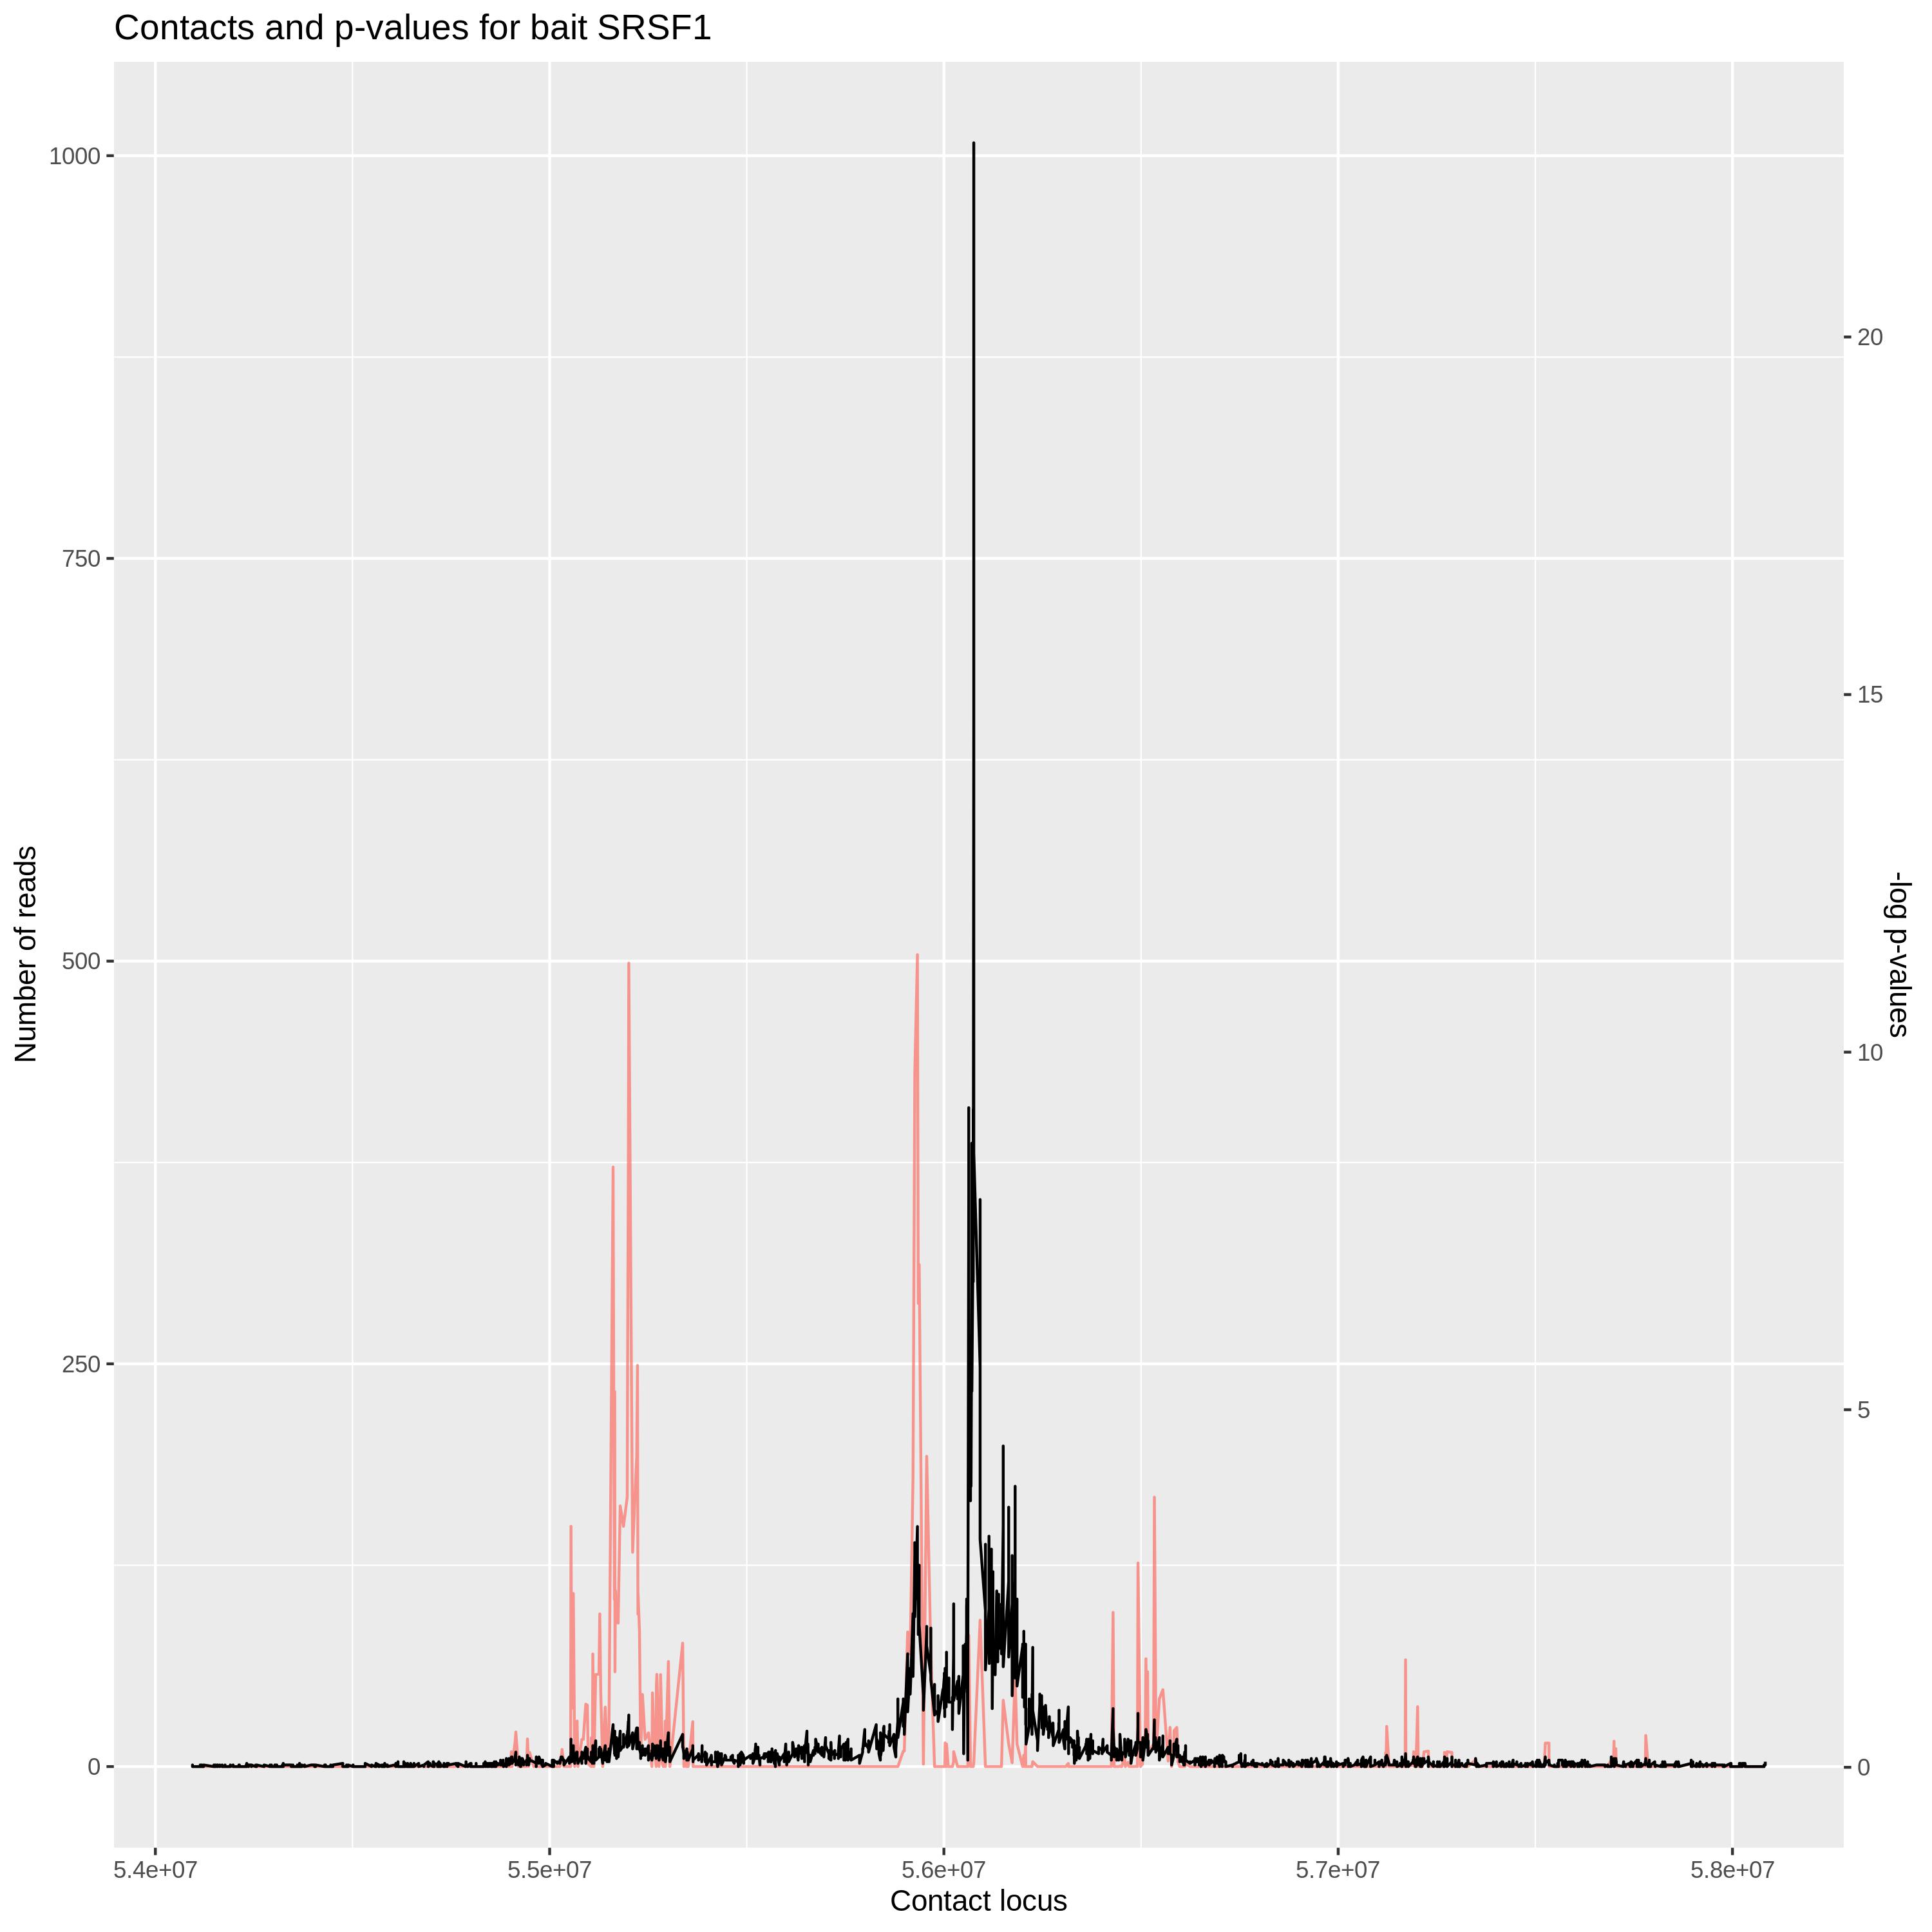 Contacts and p-values for bait SRSF1
1000
750
500
250
0
Number of reads
20
15
10
5
0
-log p-values
5.4e+07
5.5e+07
5.6e+07
5.7e+07
5.8e+07
Contact locus